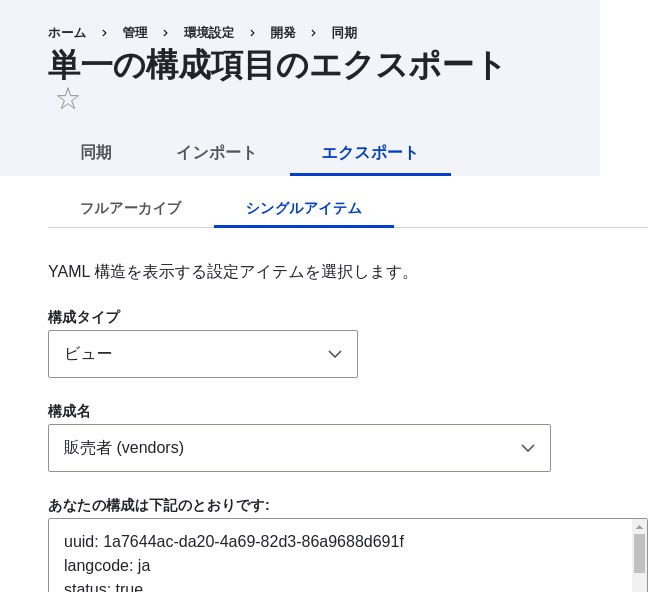 ホーム › 管理 › 環境設定 › 開発 › 同期
単一の構成項目のエクスポート
同期 インポート エクスポート
フルアーカイブ シングルアイテム
YAML 構造を表示する設定アイテムを選択します。
構成タイプ
ビュー
構成名
販売者 (vendors)
あなたの構成は下記のとおりです:
uuid: 1a7644ac-da20-4a69-82d3-86a9688d691f
langcode: ja
status: true